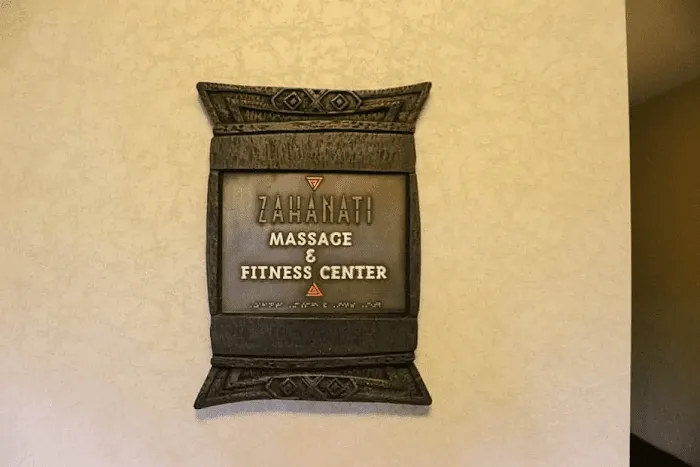 ZAHANATI
MASSAGE
&
FITNESS CENTER